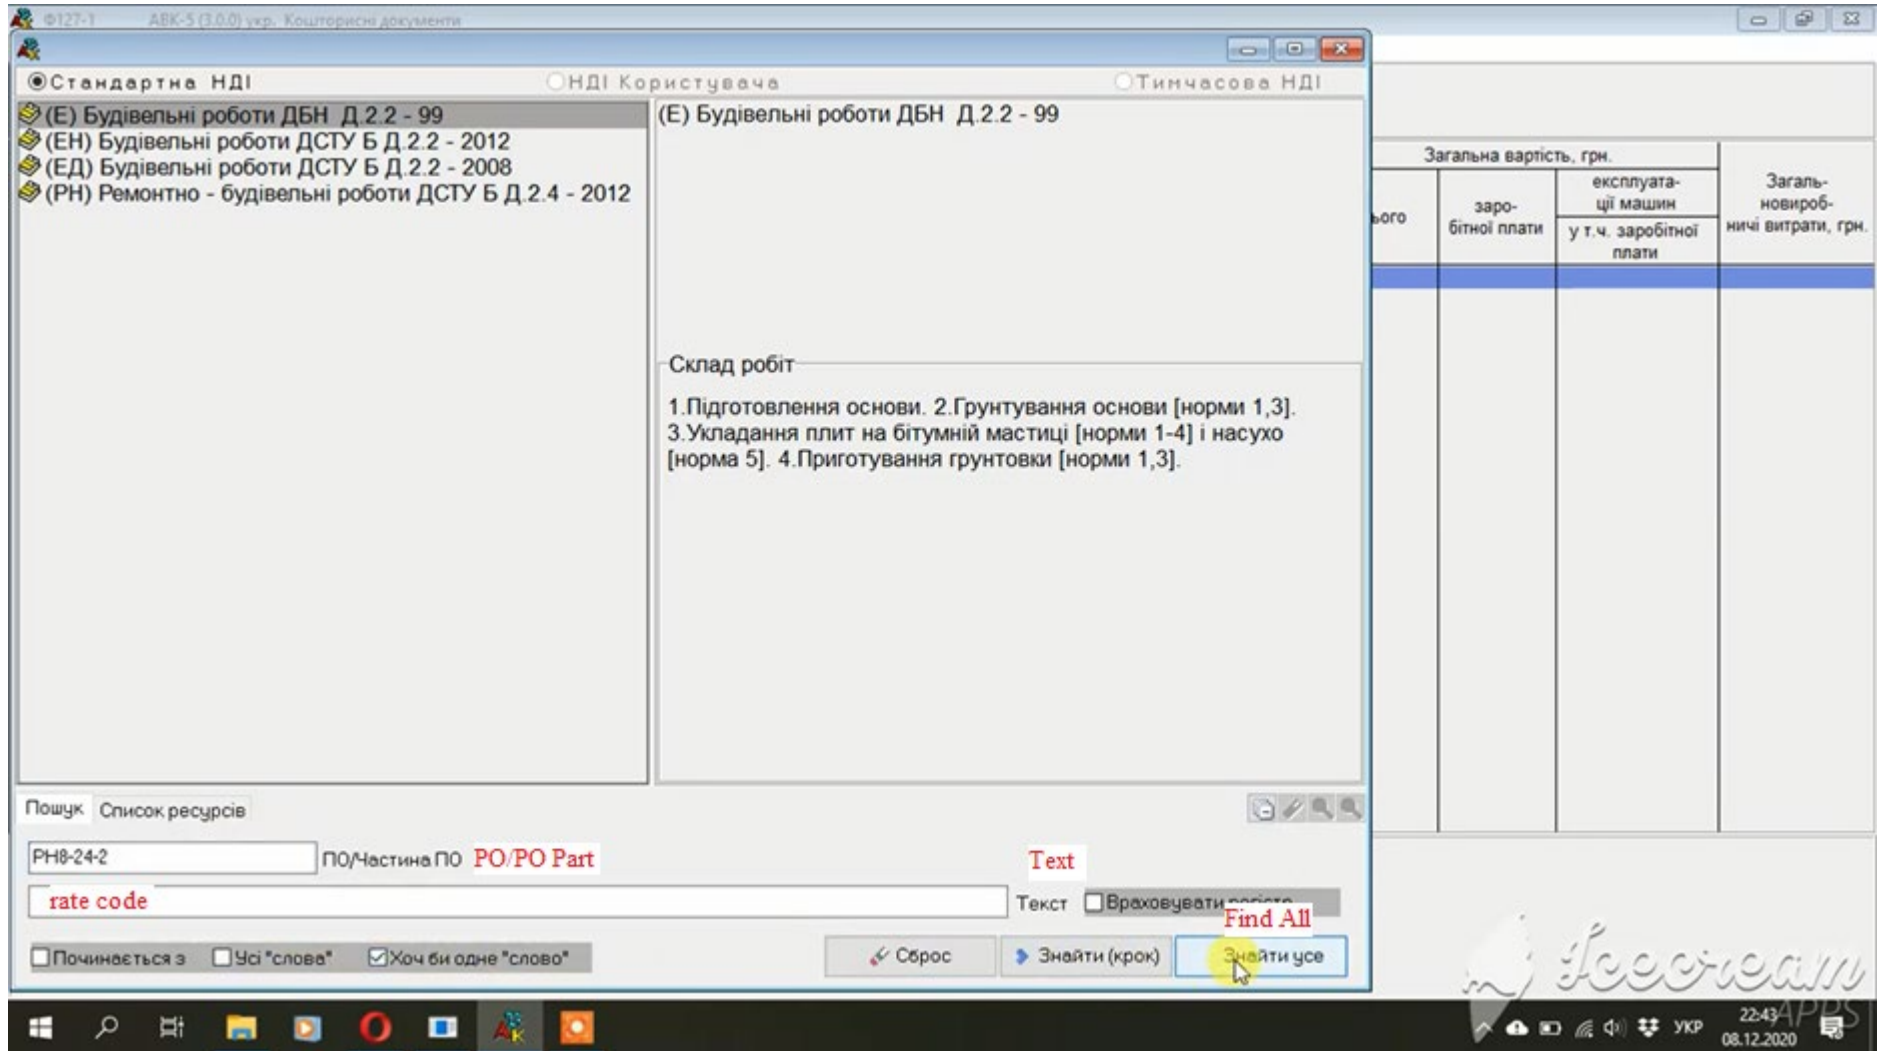 Ф127-1 АВК-5 (3.0.0) укр. Кошторисні документи
Стандартна НДІ НДІ Користувача Тимчасова НДІ
(Е) Будівельні роботи ДБН Д.2.2 - 99
(ЕН) Будівельні роботи ДСТУ Б Д.2.2 - 2012
(ЕД) Будівельні роботи ДСТУ Б Д.2.2 - 2008
(РН) Ремонтно - будівельні роботи ДСТУ Б Д.2.4 - 2012
(Е) Будівельні роботи ДБН Д.2.2 - 99
Склад робіт
1.Підготовлення основи. 2.Грунтування основи [норми 1,3].
3.Укладання плит на бітумній мастиці [норми 1-4] і насухо
[норма 5]. 4.Приготування грунтовки [норми 1,3].
Загальна вартість, грн.
ього
заро-
бітної плати
експлуата-
ції машин
у т.ч. заробітної
плати
Загаль-
новироб-
ничі витрати, грн.
Пошук Список ресурсів
РН8-24-2 ПО/Частина ПО PO/PO Part Text
rate code Текст Враховувати
Find All
Починається з Усі "слова" Хоч би одне "слово" Сброс Знайти (крок) Знайти усе
Icecream
APPS
УКР 22:43
08.12.2020